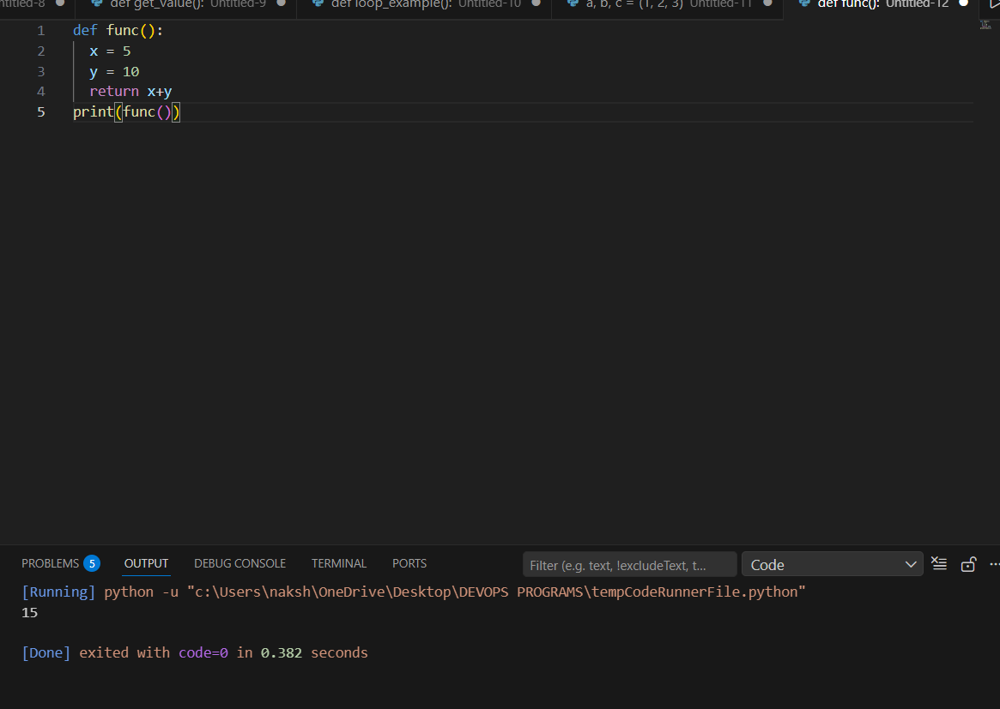 def get_value(): Untitled-9
def loop_example(): Untitled-10
a, b, c = (1, 2, 3) Untitled-11
def func(): Untitled-12
1 def func():
2 x = 5
3 y = 10
4 return x+y
5 print(func())
PROBLEMS 5 OUTPUT DEBUG CONSOLE TERMINAL PORTS Filter (e.g. text, !excludeText, t... Code
[Running] python -u "c:\Users\naksh\OneDrive\Desktop\DEVOPS PROGRAMS\tempCodeRunnerFile.python"
15
[Done] exited with code=0 in 0.382 seconds